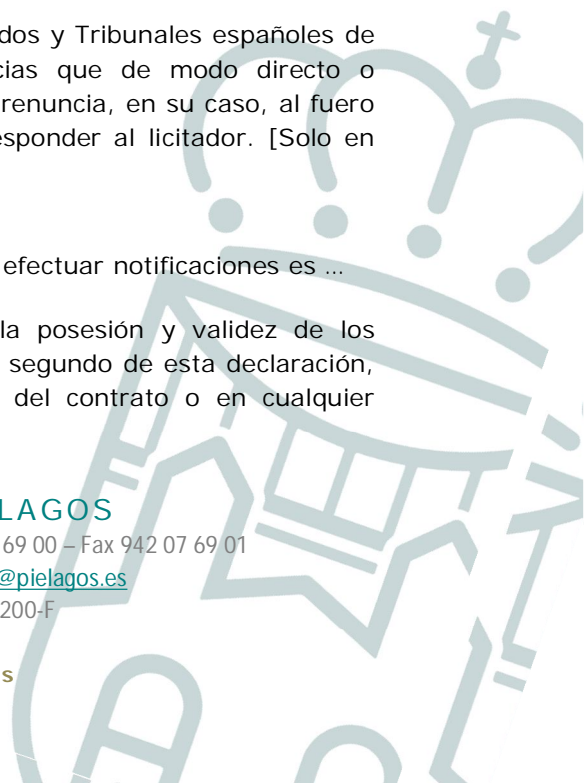 dos y Tribunales españoles de
cias que de modo directo o
renuncia, en su caso, al fuero
esponder al licitador. [Solo en
efectuar notificaciones es ...
la posesión y validez de los
segundo de esta declaración,
del contrato o en cualquier
LAGOS
69 00 – Fax 942 07 69 01
@pielagos.es
200-F
s